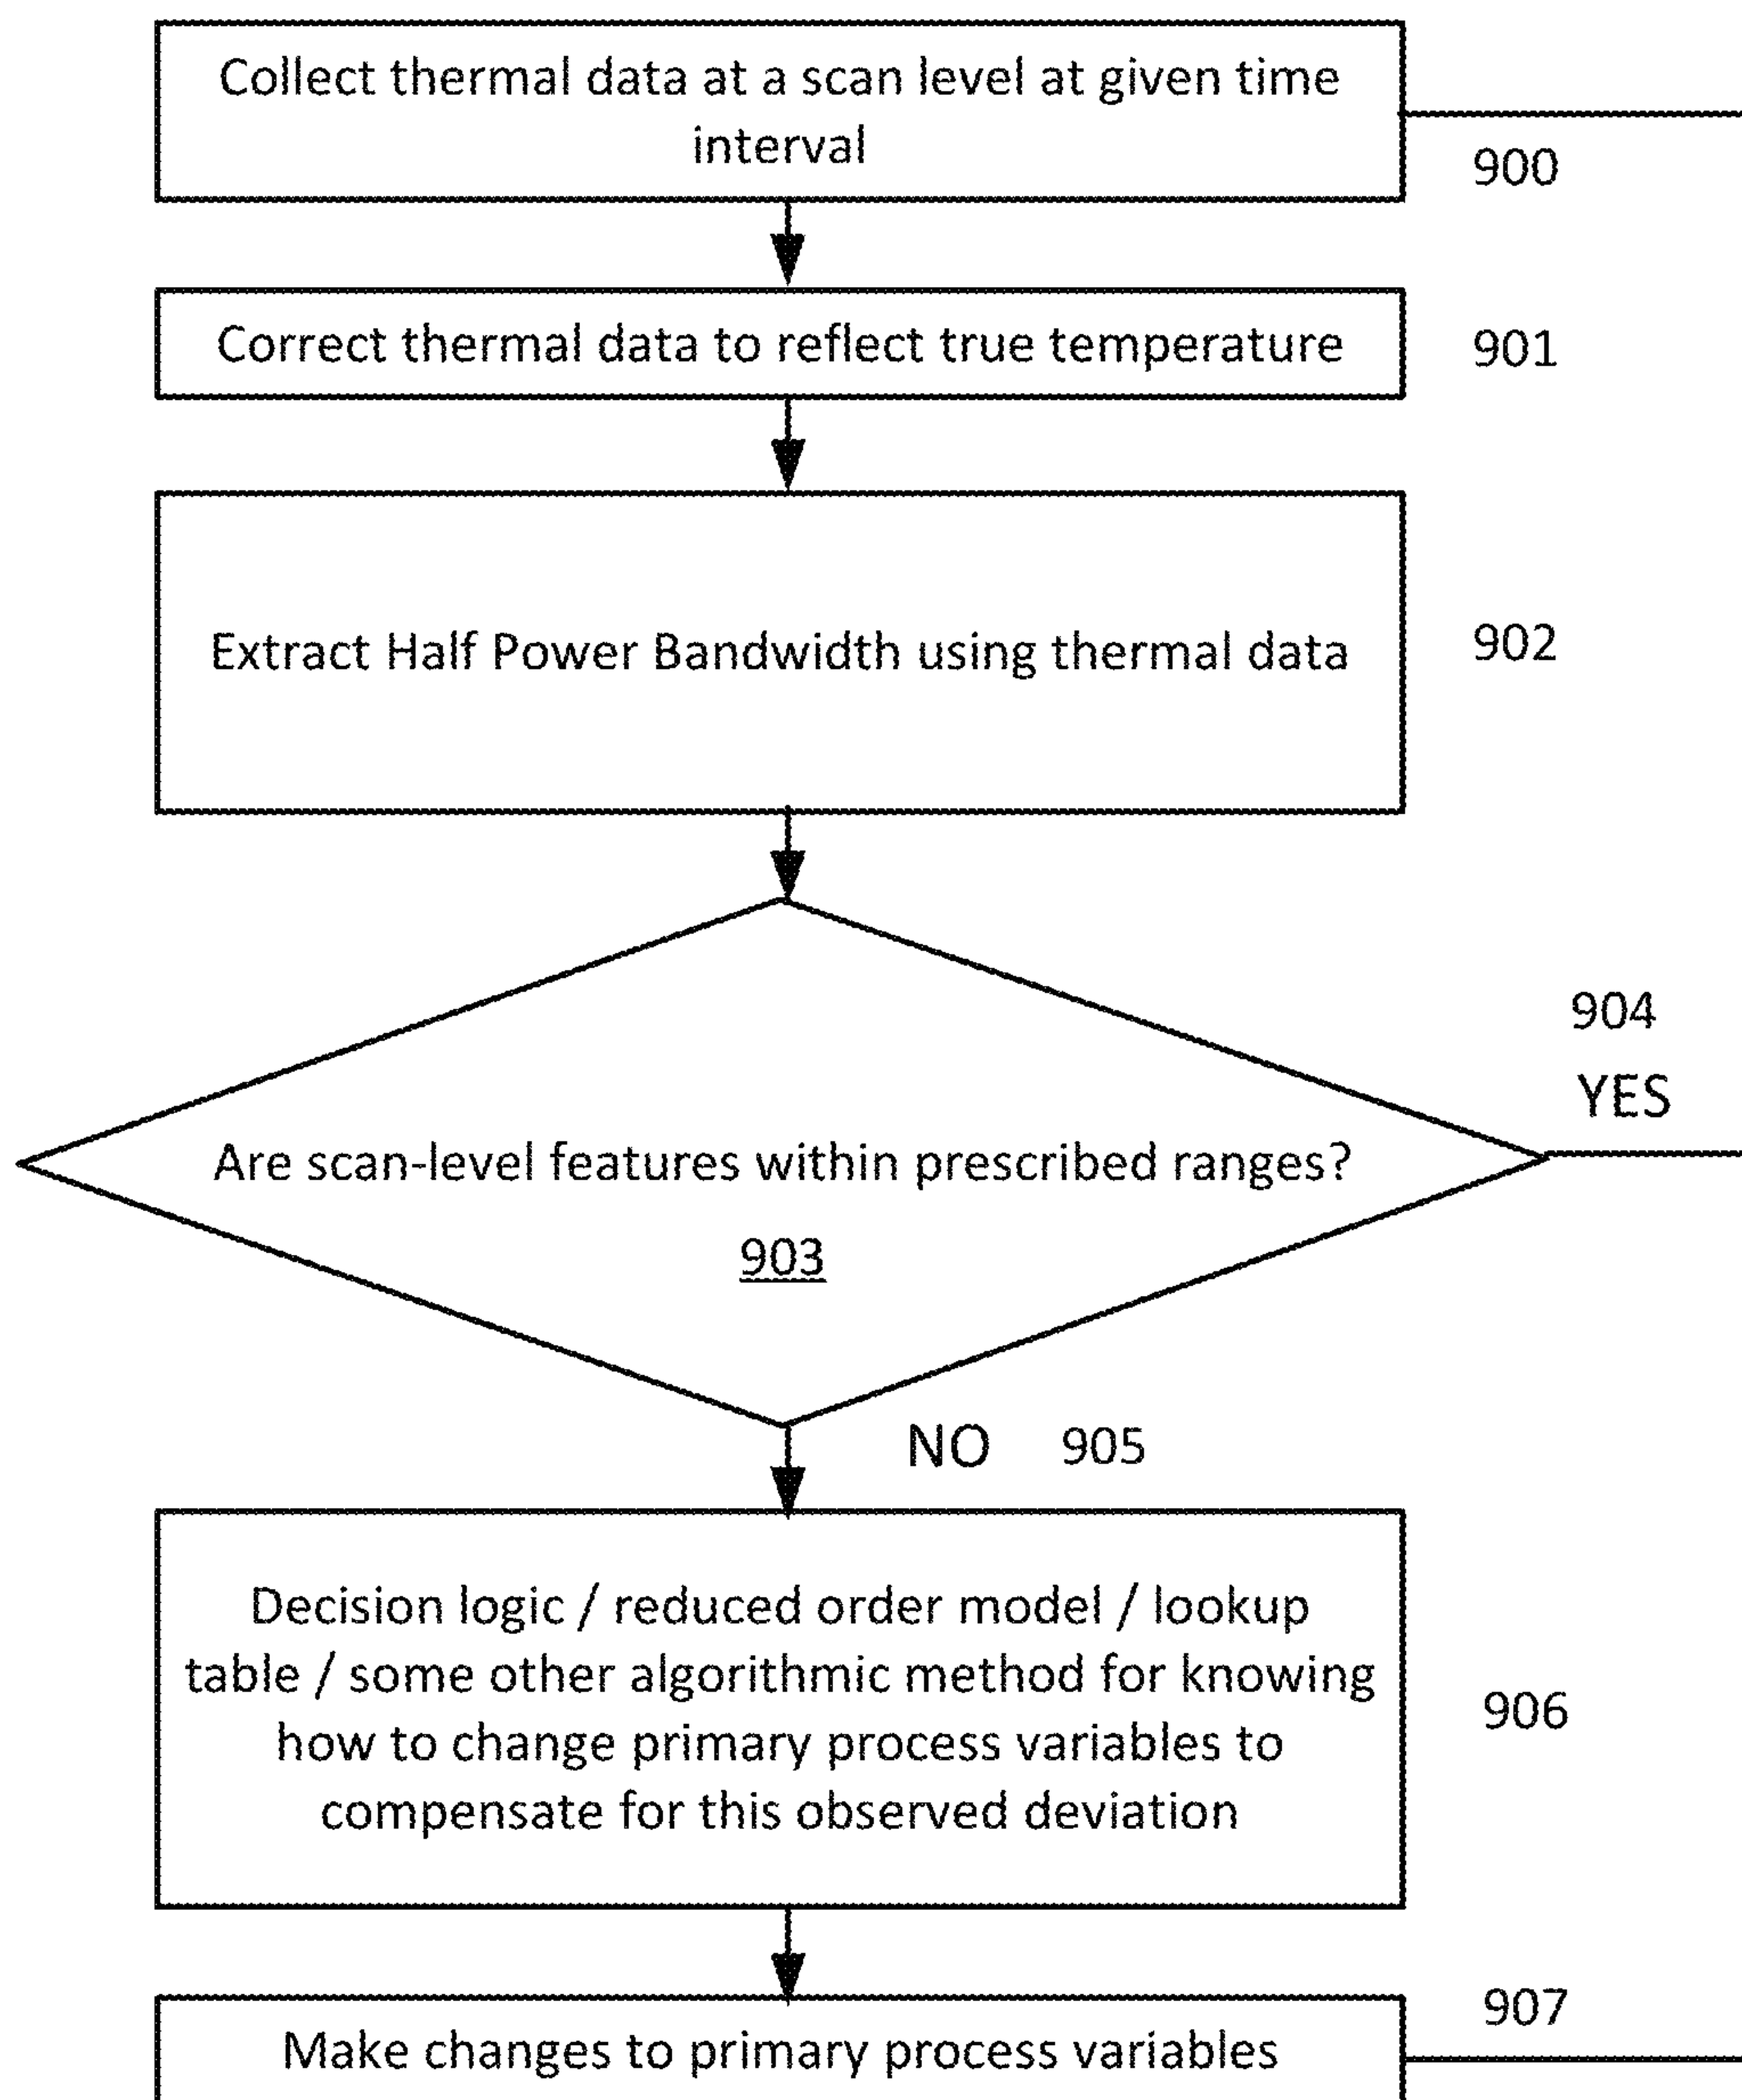 Collect thermal data at a scan level at given time
interval
900
Correct thermal data to reflect true temperature
901
Extract Half Power Bandwidth using thermal data
902
904
YES
Are scan-level features within prescribed ranges?
903
NO 905
Decision logic / reduced order model / lookup
table / some other algorithmic method for knowing
how to change primary process variables to
compensate for this observed deviation
906
907
Make changes to primary process variables